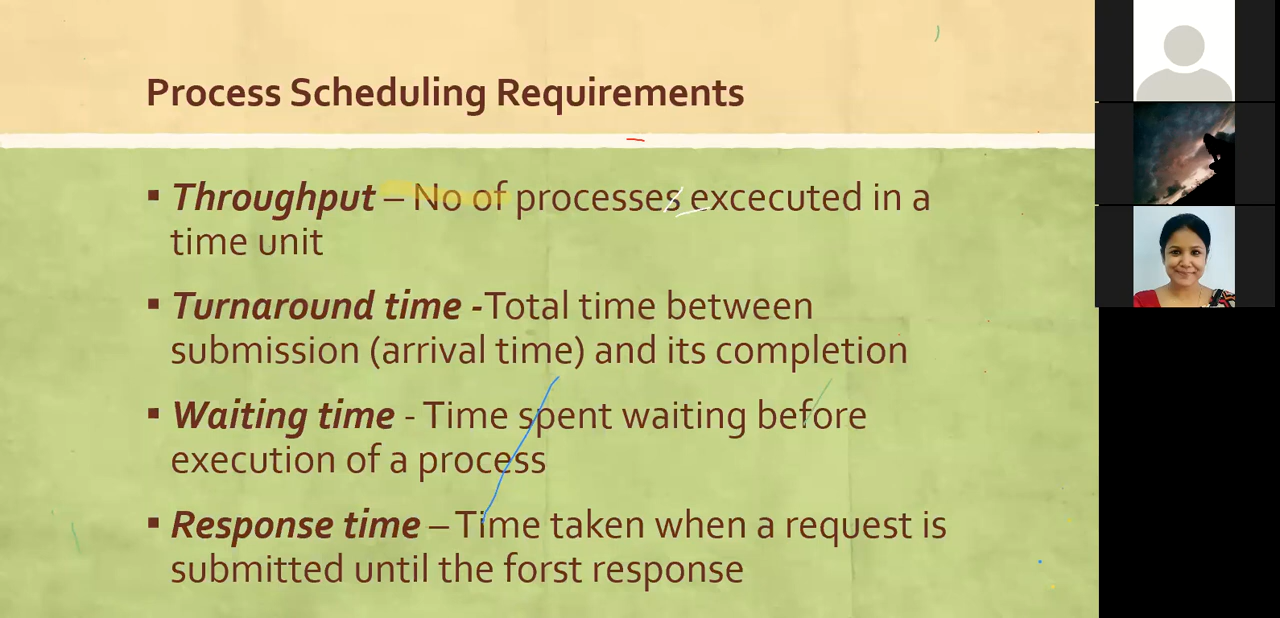 Process Scheduling Requirements
▪ Throughput – No of processes excecuted in a
time unit
▪ Turnaround time -Total time between
submission (arrival time) and its completion
▪ Waiting time - Time spent waiting before
execution of a process
▪ Response time – Time taken when a request is
submitted until the forst response